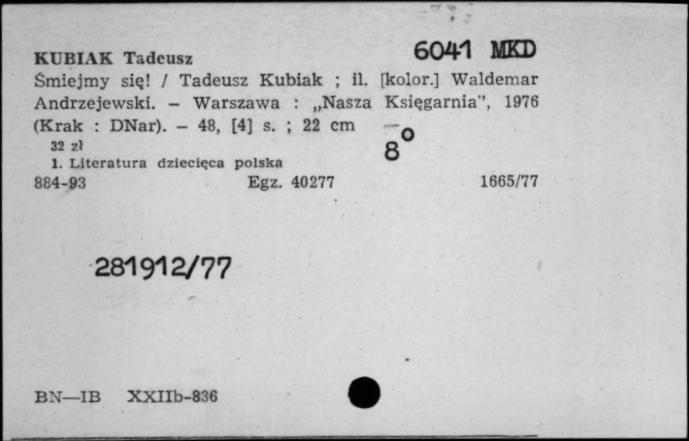 6041 MKD
KUBIAK Tadeusz
Śmiejmy się! / Tadeusz Kubiak ; il. [kolor.] Waldemar
Andrzejewski. — Warszawa : „Nasza Księgarnia”, 1976
(Krak : DNar). — 48, [4] s. ; 22 cm
8°
32 zł
1. Literatura dziecięca polska
884-93 Egz. 40277 1665/77
281912/77
BN—IB XXIIb-836